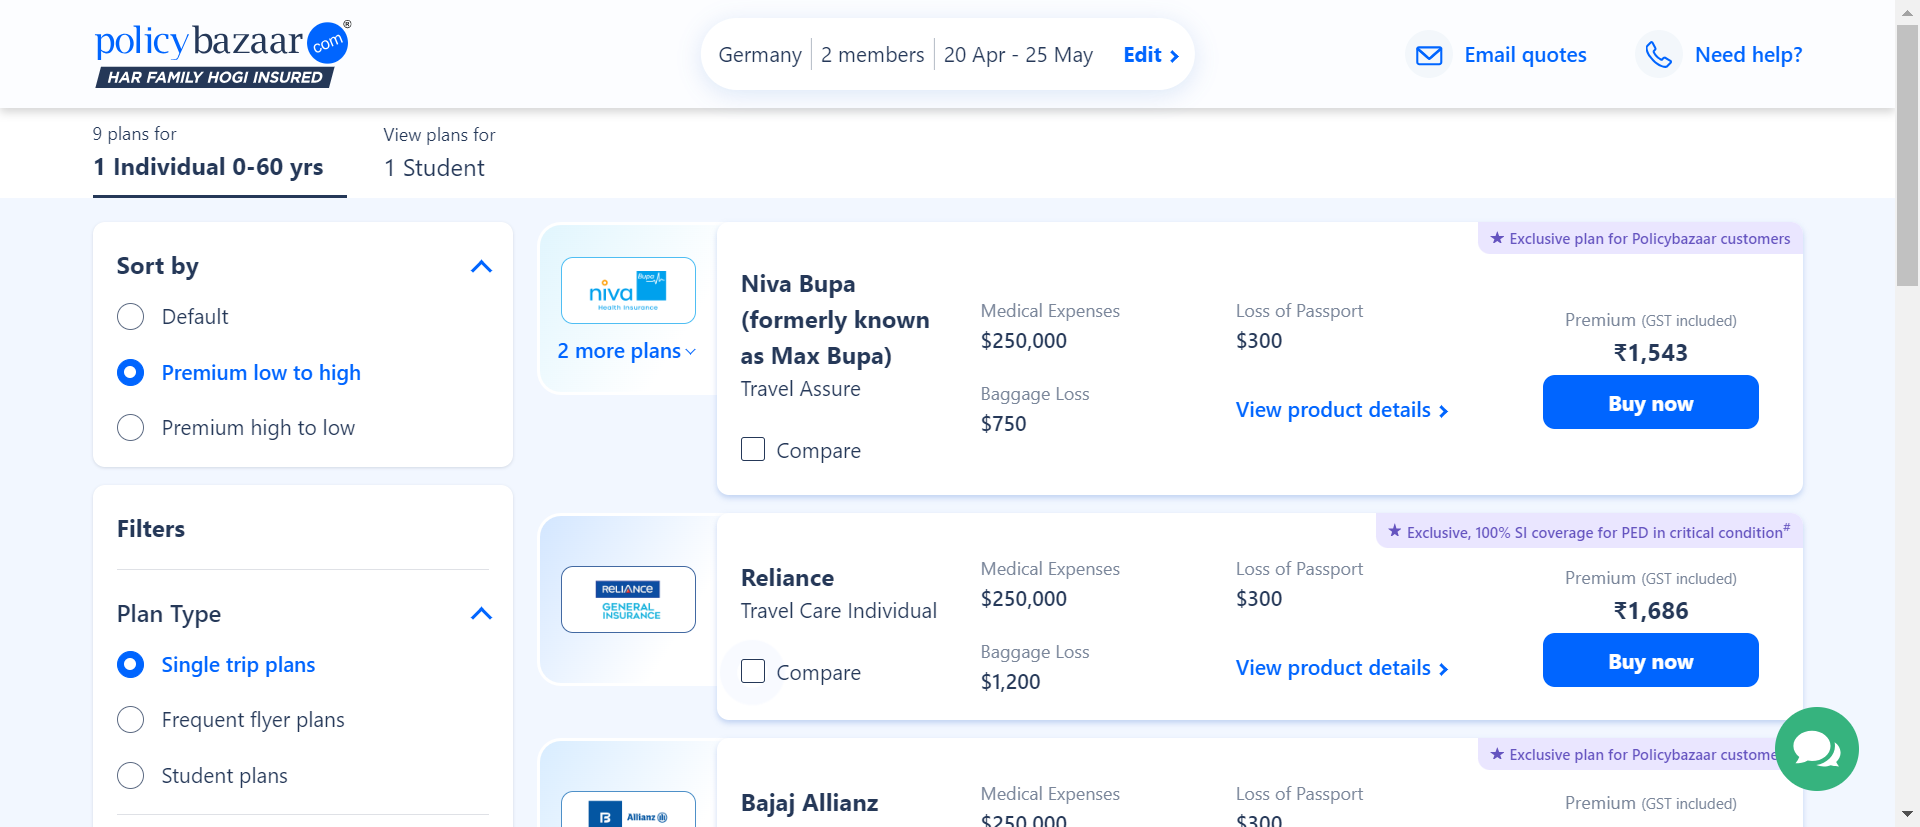 policybazaar.com®
HAR FAMILY HOGI INSURED
Germany 2 members 20 Apr - 25 May Edit
Email quotes
Need help?
9 plans for
1 Individual 0-60 yrs
View plans for
1 Student
Sort by
Default
Premium low to high
Premium high to low
Filters
Plan Type
Single trip plans
Frequent flyer plans
Student plans
★ Exclusive plan for Policybazaar customers
niva Bupa
Health Insurance
2 more plans
Niva Bupa
(formerly known
as Max Bupa)
Travel Assure
Compare
Medical Expenses
$250,000
Baggage Loss
$750
Loss of Passport
$300
View product details
Premium (GST included)
₹1,543
Buy now
★ Exclusive, 100% SI coverage for PED in critical condition#
RELIANCE
GENERAL
INSURANCE
Reliance
Travel Care Individual
Compare
Medical Expenses
$250,000
Baggage Loss
$1,200
Loss of Passport
$300
View product details
Premium (GST included)
₹1,686
Buy now
★ Exclusive plan for Policybazaar custome
B Allianz
Bajaj Allianz
Medical Expenses
$250,000
Loss of Passport
$300
Premium (GST included)